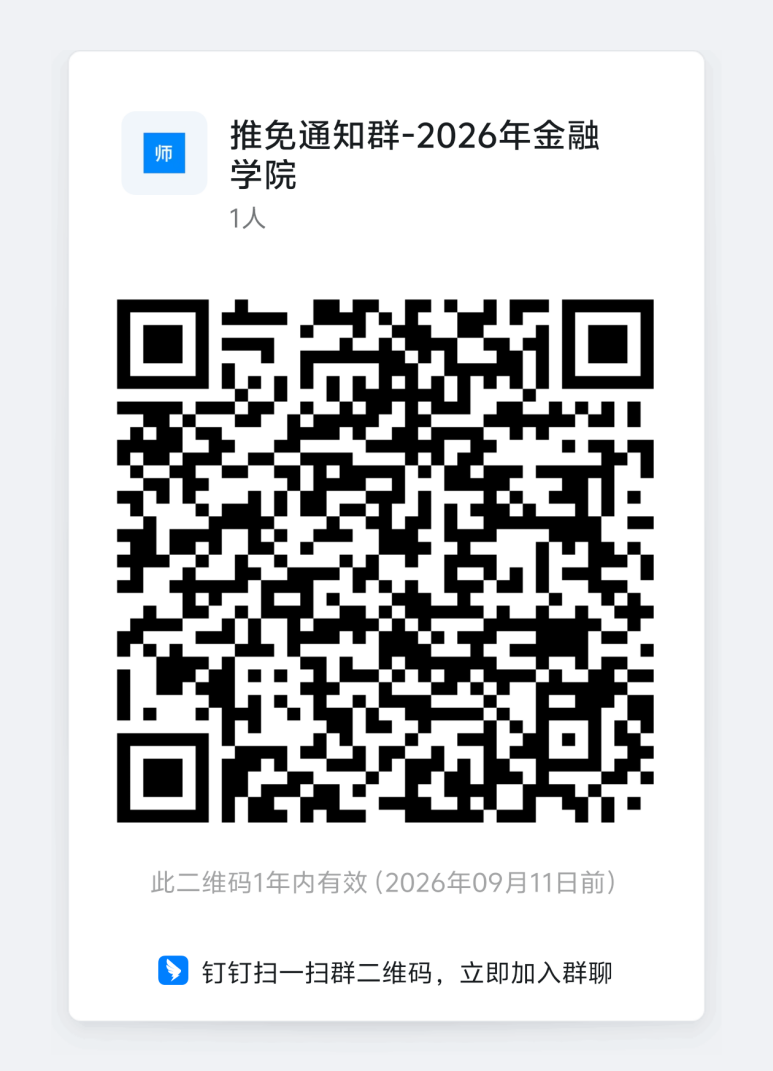 师
推免通知群-2026年金融
学院
1人
此二维码1年内有效 (2026年09月11日前)
钉钉扫一扫群二维码，立即加入群聊